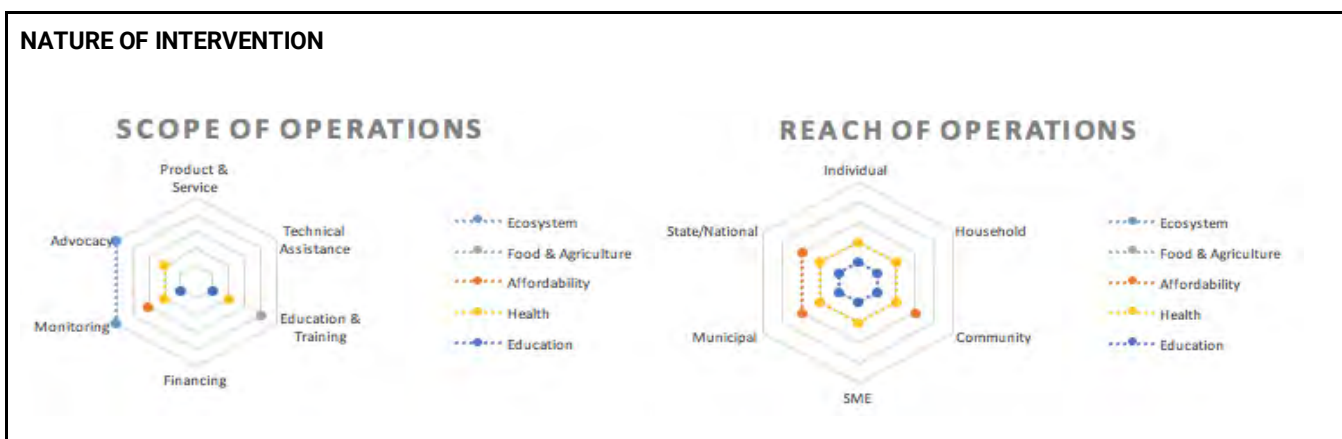 NATURE OF INTERVENTION
SCOPE OF OPERATIONS
Product &
Service
Technical
Assistance
Education &
Training
Financing
Monitoring
Advocacy
Ecosystem
Food & Agriculture
Affordability
Health
Education
REACH OF OPERATIONS
Individual
Household
Community
SME
Municipal
State/National
Ecosystem
Food & Agriculture
Affordability
Health
Education